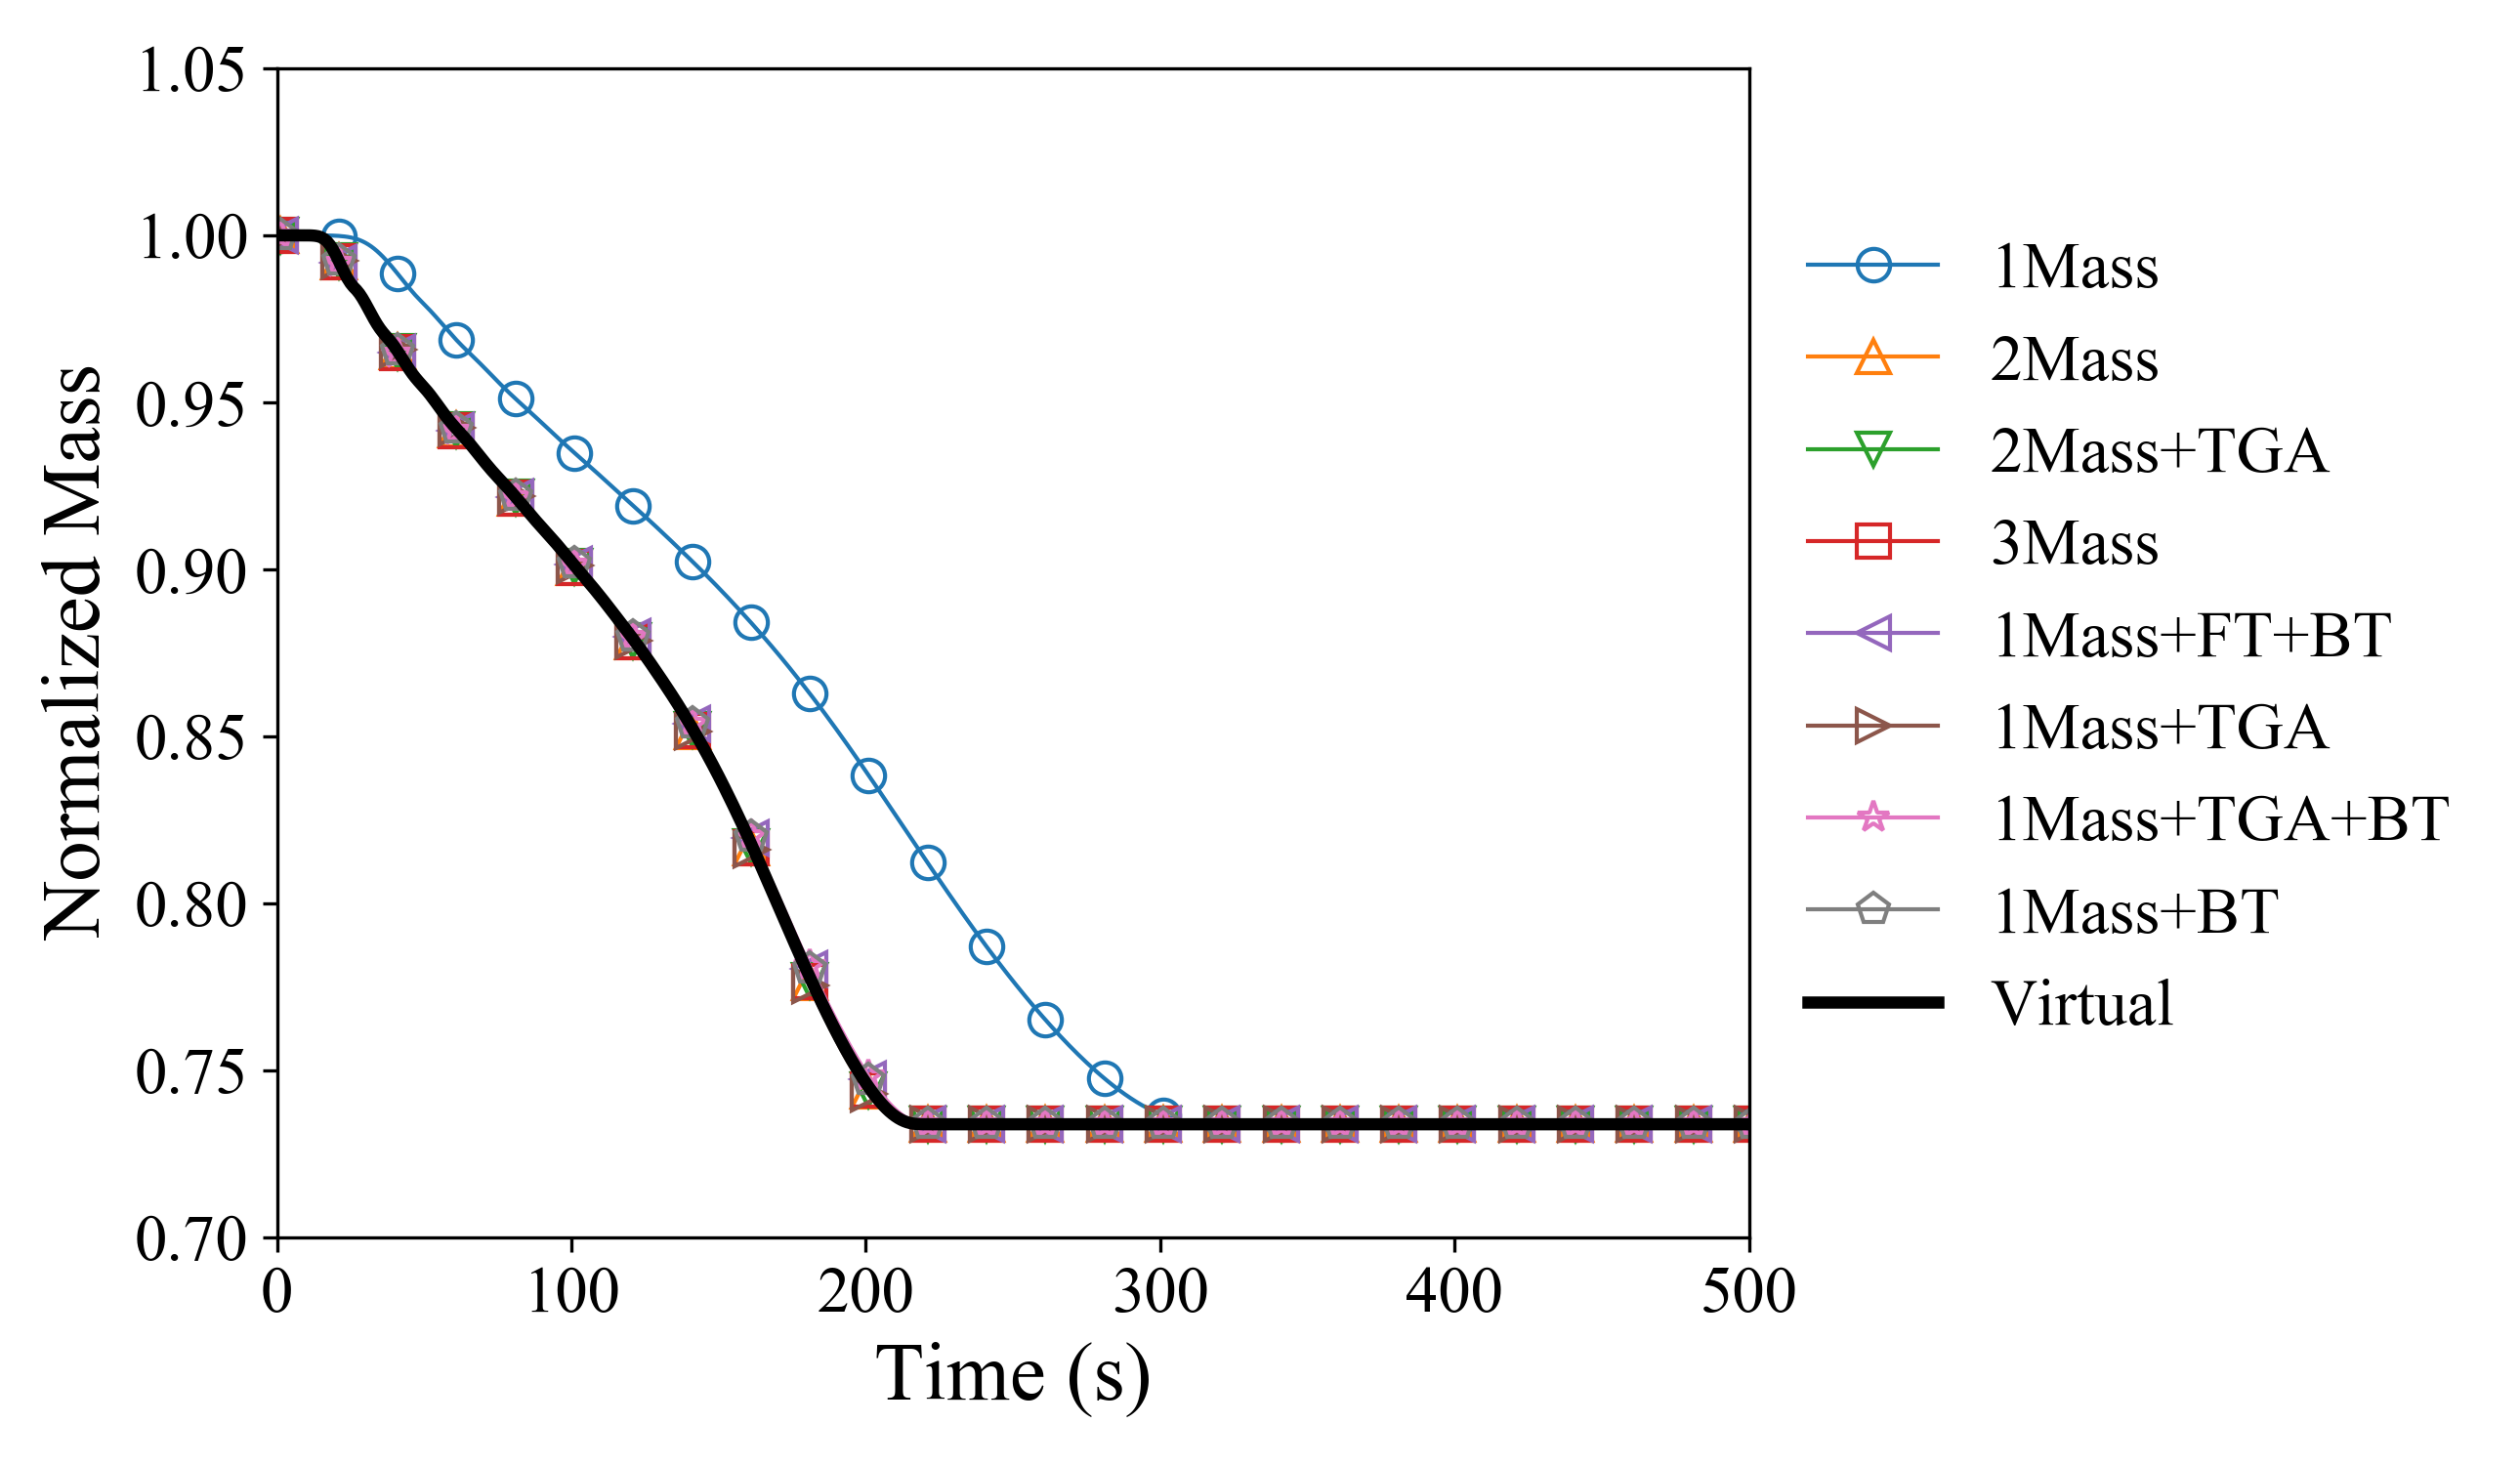 1.05
1.00
0.95
0.90
0.85
0.80
0.75
0.70
Normalized Mass
0 100 200 300 400 500
Time (s)
1Mass
2Mass
2Mass+TGA
3Mass
1Mass+FT+BT
1Mass+TGA
1Mass+TGA+BT
1Mass+BT
Virtual